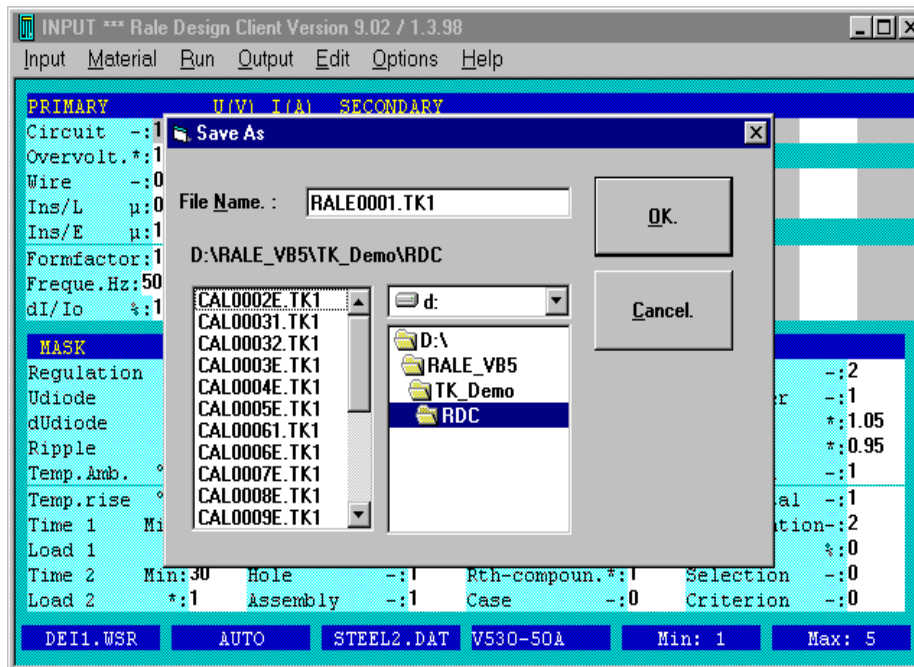 INPUT *** Rale Design Client Version 9.02 / 1.3.98
Input Material Run Output Edit Options Help
PRIMARY U(V) I(A) SECONDARY
Circuit -:1
Overvolt.*:1
Wire -:0
Ins/L µ:0
Ins/E µ:1
Formfactor:1
Freque.Hz:50
dI/Io %:1
Save As
File Name. : RALE0001.TK1
OK.
D:\RALE_VB5\TK_Demo\RDC
Cancel.
CAL0002E.TK1
CAL00031.TK1
CAL00032.TK1
CAL0003E.TK1
CAL0004E.TK1
CAL0005E.TK1
CAL00061.TK1
CAL0006E.TK1
CAL0007E.TK1
CAL0008E.TK1
CAL0009E.TK1
d:
D:\
RALE_VB5
TK_Demo
RDC
MASK
Regulation -:2
Udiode r -:1
dUdiode *:1.05
Ripple *:0.95
Temp.Amb. ° -:1
Temp.rise ° al -:1
Time 1 Mi tion-:2
Load 1 %:0
Time 2 Min:30 Hole -:1 Rth-compoun.*:1 Selection -:0
Load 2 *:1 Assembly -:1 Case -:0 Criterion -:0
DEI1.WSR AUTO STEEL2.DAT V530-50A Min: 1 Max: 5